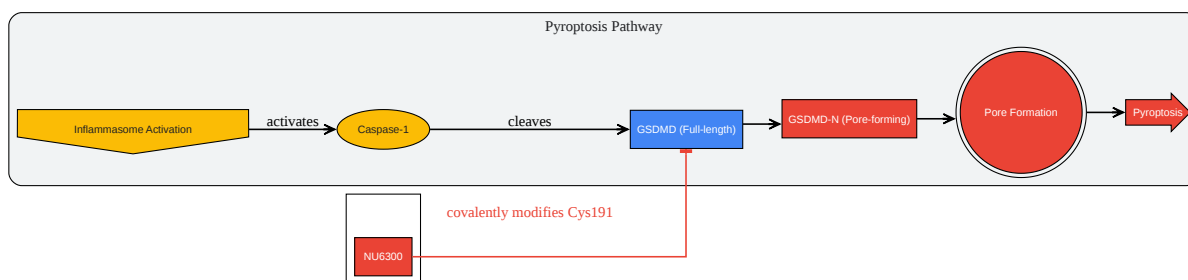 Pyroptosis Pathway
Inflammasome Activation
activates
Caspase-1
cleaves
GSDMD (Full-length)
GSDMD-N (Pore-forming)
Pore Formation
Pyroptosis
covalently modifies Cys191
NU6300